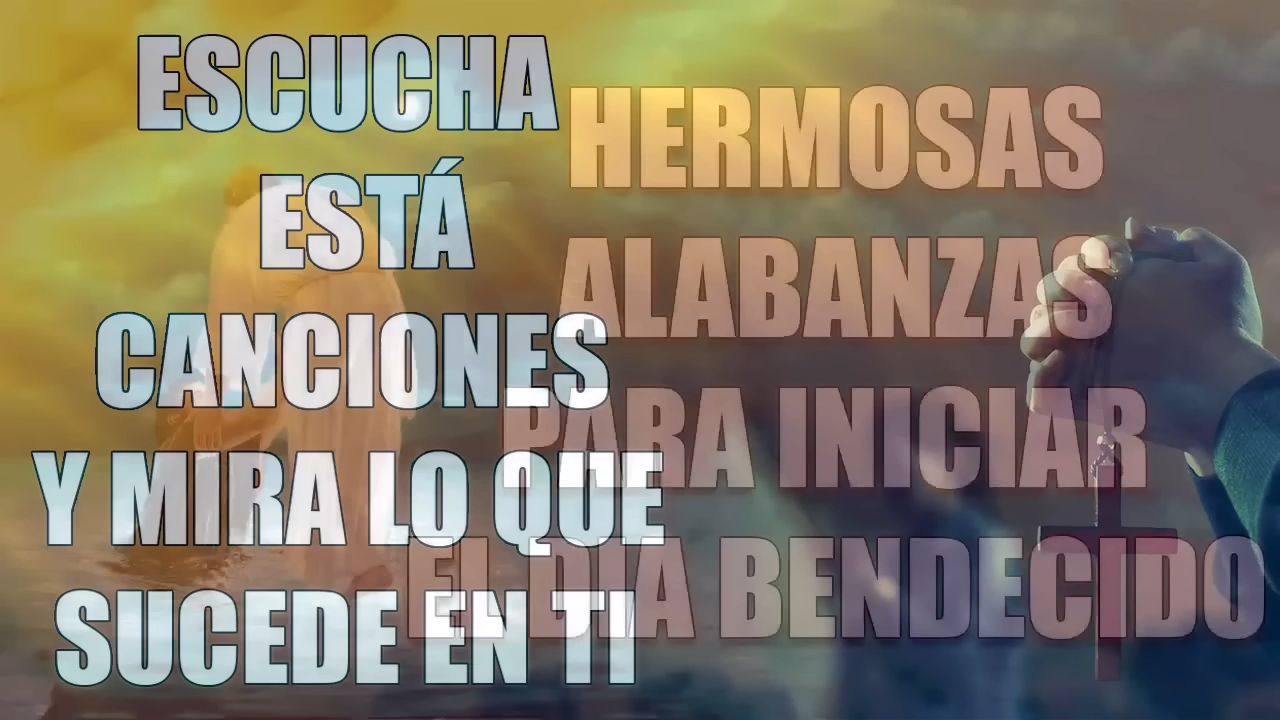 ESCUCHA
ESTÁ
CANCIONES
Y MIRA LO QUE
SUCEDE EN TI
HERMOSAS
ALABANZAS
PARA INICIAR
EL DIA BENDECIDO